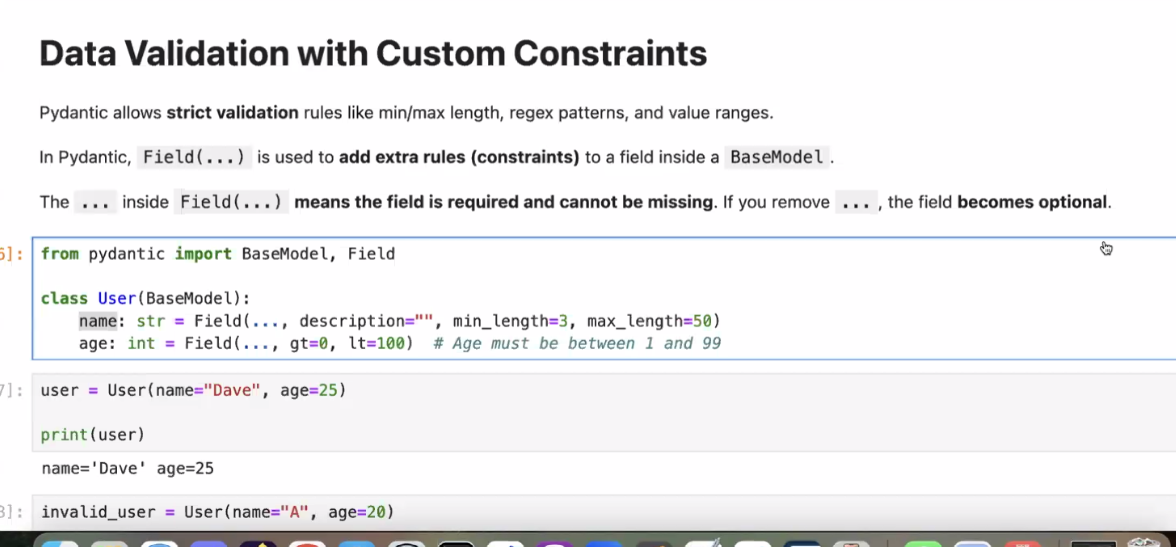 Data Validation with Custom Constraints
Pydantic allows strict validation rules like min/max length, regex patterns, and value ranges.
In Pydantic, Field(...) is used to add extra rules (constraints) to a field inside a BaseModel.
The ... inside Field(...) means the field is required and cannot be missing. If you remove ..., the field becomes optional.
from pydantic import BaseModel, Field
class User(BaseModel):
name: str = Field(..., description="", min_length=3, max_length=50)
age: int = Field(..., gt=0, lt=100)  # Age must be between 1 and 99
7]: user = User(name="Dave", age=25)
print(user)
name='Dave' age=25
invalid_user = User(name="A", age=20)